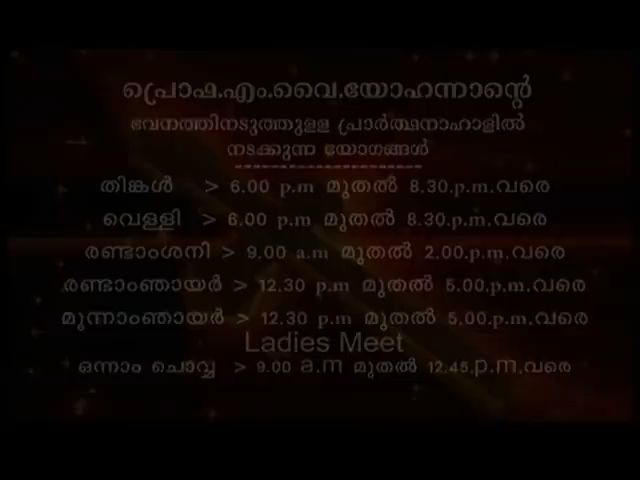 പ്രൊഫ.എം.വൈ.യോഹന്നാന്റെ
ഭവനത്തിനടുത്തുള്ള പ്രാർത്ഥനാഹാളിൽ
നടക്കുന്ന യോഗങ്ങൾ
തിങ്കൾ > 6.00 p.m മുതൽ 8.30.p.m.വരെ
വെള്ളി > 6.00 p.m മുതൽ 8.30.p.m.വരെ
രണ്ടാംശനി > 9.00 a.m മുതൽ 2.00.p.m.വരെ
രണ്ടാംഞായർ > 12.30 p.m മുതൽ 5.00.p.m.വരെ
മൂന്നാംഞായർ > 12.30 p.m മുതൽ 5.00.p.m.വരെ
Ladies Meet
ഒന്നാം ചൊവ്വ > 9.00 a.m മുതൽ 12.45.p.m.വരെ